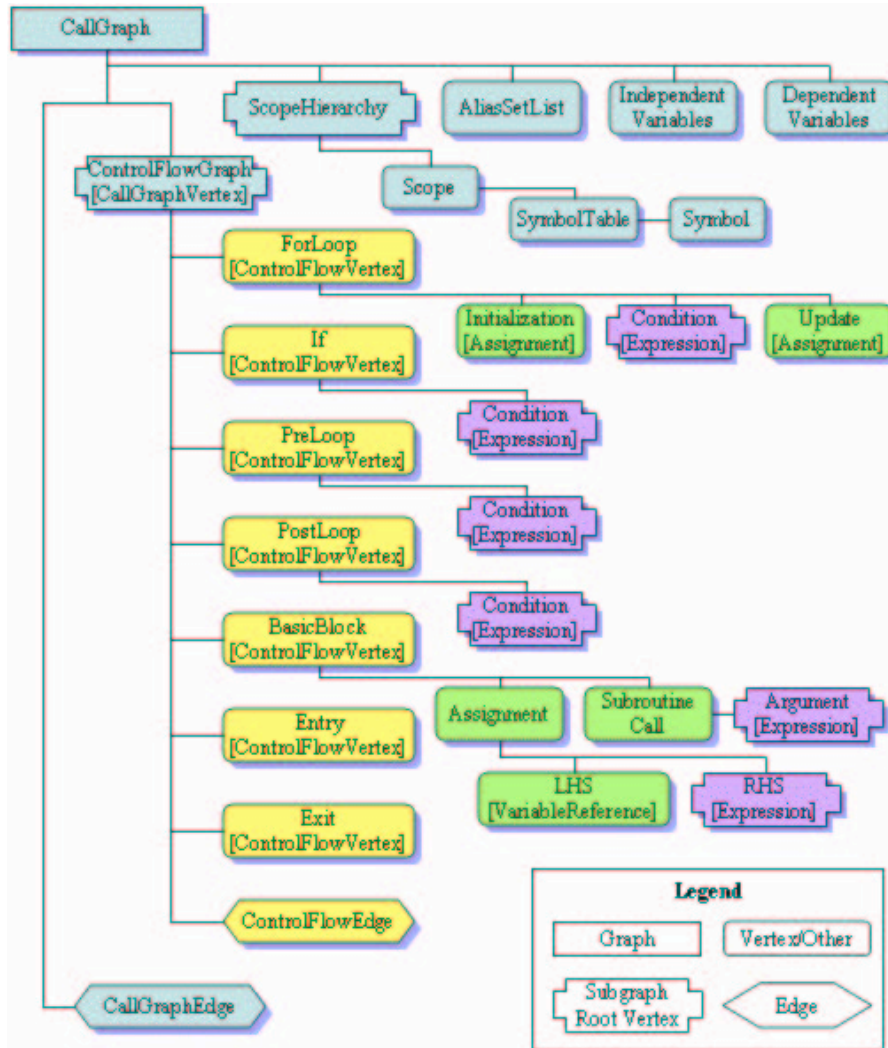 CallGraph
ScopeHierarchy
AliasSetList
Independent
Variables
Dependent
Variables
ControlFlowGraph
[CallGraphVertex]
Scope
SymbolTable
Symbol
ForLoop
[ControlFlowVertex]
Initialization
[Assignment]
Condition
[Expression]
Update
[Assignment]
If
[ControlFlowVertex]
Condition
[Expression]
PreLoop
[ControlFlowVertex]
Condition
[Expression]
PostLoop
[ControlFlowVertex]
Condition
[Expression]
BasicBlock
[ControlFlowVertex]
Assignment
Subroutine
Call
Argument
[Expression]
Entry
[ControlFlowVertex]
LHS
[VariableReference]
RHS
[Expression]
Exit
[ControlFlowVertex]
ControlFlowEdge
CallGraphEdge
Legend
Graph
Vertex/Other
Subgraph
Root Vertex
Edge